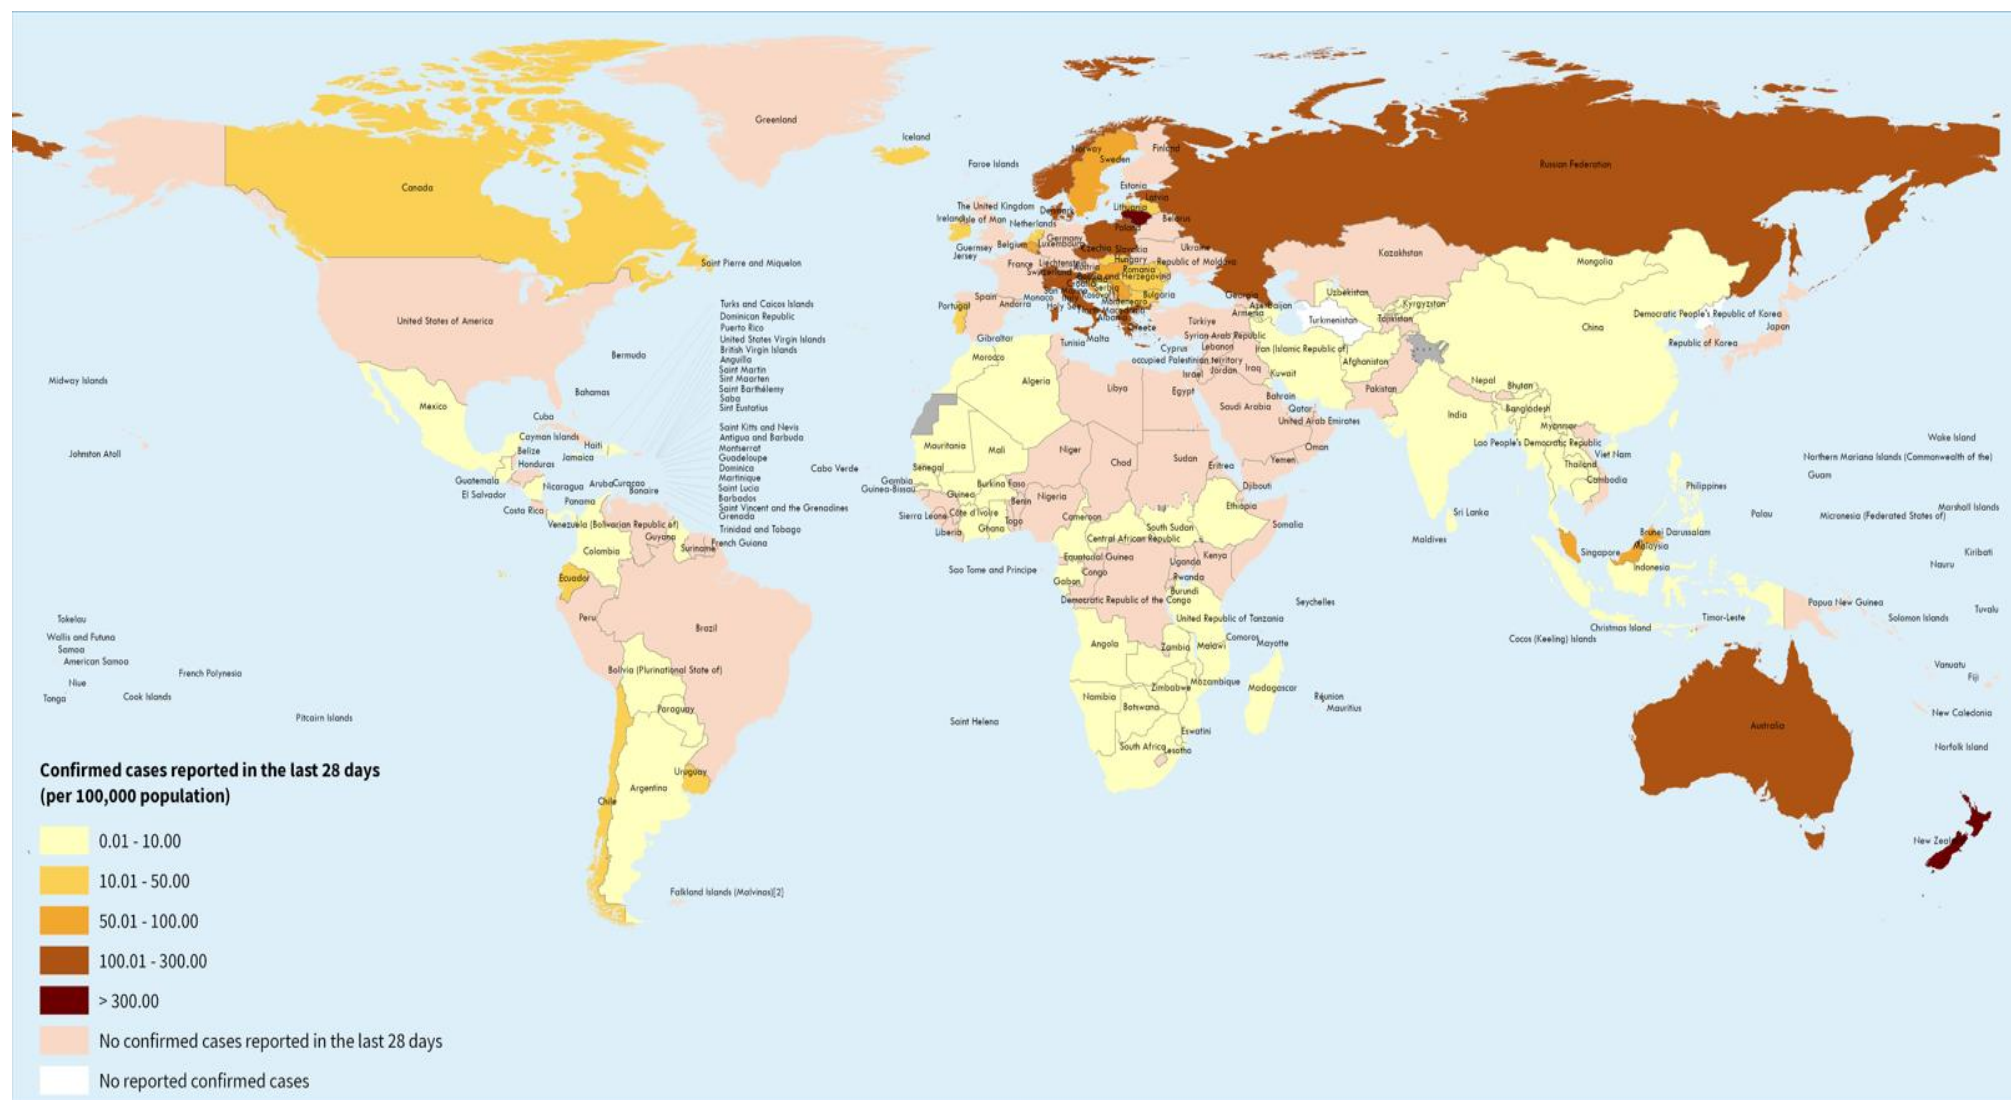 Greenland
Iceland
Faroe Islands
Norway
Sweden
Finland
Russian Federation
Canada
Estonia
Latvia
Lithuania
The United Kingdom
Denmark
Isle of Man
Belarus
Netherlands
Poland
Guernsey
Belgium
Germany
Luxembourg
Jersey
Czechia
Slovakia
Ukraine
Saint Pierre and Miquelon
France
Liechtenstein
Austria
Hungary
Republic of Moldova
Kazakhstan
Mongolia
Switzerland
Romania
Croatia
Serbia
Spain
Andorra
Monaco
Italy
Kosovo
Bulgaria
Georgia
Azerbaijan
Uzbekistan
Kyrgyzstan
Portugal
Holy See
Montenegro
Albania
Armenia
Turkmenistan
Tajikistan
Democratic People's Republic of Korea
United States of America
Greece
Türkiye
China
Japan
Gibraltar
Tunisia
Malta
Syrian Arab Republic
Republic of Korea
Cyprus
Lebanon
Iran (Islamic Republic of)
Turks and Caicos Islands
Dominican Republic
Puerto Rico
United States Virgin Islands
British Virgin Islands
Anguilla
Saint Martin
Sint Maarten
Saint Barthélemy
Saba
Sint Eustatius
Saint Kitts and Nevis
Antigua and Barbuda
Montserrat
Guadeloupe
Dominica
Martinique
Saint Lucia
Barbados
Saint Vincent and the Grenadines
Grenada
Trinidad and Tobago
French Guiana
Bermuda
Morocco
occupied Palestinian territory
Afghanistan
Israel
Jordan
Iraq
Kuwait
Midway Islands
Bahamas
Algeria
Libya
Egypt
Bahrain
Pakistan
Nepal
Bhutan
Mexico
Cuba
Saudi Arabia
Qatar
United Arab Emirates
India
Bangladesh
Myanmar
Cayman Islands
Haiti
Belize
Jamaica
Honduras
Mauritania
Mali
Niger
Chad
Sudan
Oman
Lao People's Democratic Republic
Wake Island
Johnston Atoll
Cabo Verde
Senegal
Eritrea
Yemen
Thailand
Viet Nam
Northern Mariana Islands (Commonwealth of the)
Guam
Guatemala
Nicaragua
Aruba
Curaçao
Bonaire
Gambia
Guinea-Bissau
Guinea
Burkina Faso
Djibouti
Cambodia
Philippines
El Salvador
Panama
Benin
Nigeria
Costa Rica
Sierra Leone
Côte d'Ivoire
Togo
Cameroon
Ethiopia
Sri Lanka
Palau
Micronesia (Federated States of)
Marshall Islands
Venezuela (Bolivarian Republic of)
Liberia
Ghana
South Sudan
Somalia
Guyana
Suriname
Central African Republic
Maldives
Brunei Darussalam
Malaysia
Colombia
Equatorial Guinea
Uganda
Kenya
Singapore
Kiribati
Ecuador
Sao Tome and Principe
Gabon
Congo
Rwanda
Indonesia
Nauru
Burundi
Democratic Republic of the Congo
Seychelles
Papua New Guinea
Tuvalu
Tokelau
Peru
Brazil
United Republic of Tanzania
Christmas Island
Timor-Leste
Solomon Islands
Wallis and Futuna
Samoa
American Samoa
Angola
Zambia
Malawi
Comoros
Mayotte
Cocos (Keeling) Islands
French Polynesia
Bolivia (Plurinational State of)
Vanuatu
Niue
Fiji
Tonga
Cook Islands
Namibia
Zimbabwe
Mozambique
Madagascar
Réunion
Mauritius
Paraguay
Botswana
New Caledonia
Pitcairn Islands
Saint Helena
Australia
Eswatini
South Africa
Lesotho
Norfolk Island
Uruguay
Argentina
Chile
Falkland Islands (Malvinas)[2]
Confirmed cases reported in the last 28 days
(per 100,000 population)
0.01 - 10.00
10.01 - 50.00
50.01 - 100.00
100.01 - 300.00
> 300.00
No confirmed cases reported in the last 28 days
No reported confirmed cases